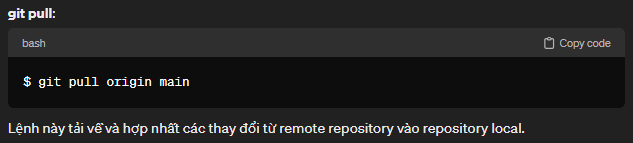 git pull:
bash Copy code
$ git pull origin main
Lệnh này tải về và hợp nhất các thay đổi từ remote repository vào repository local.